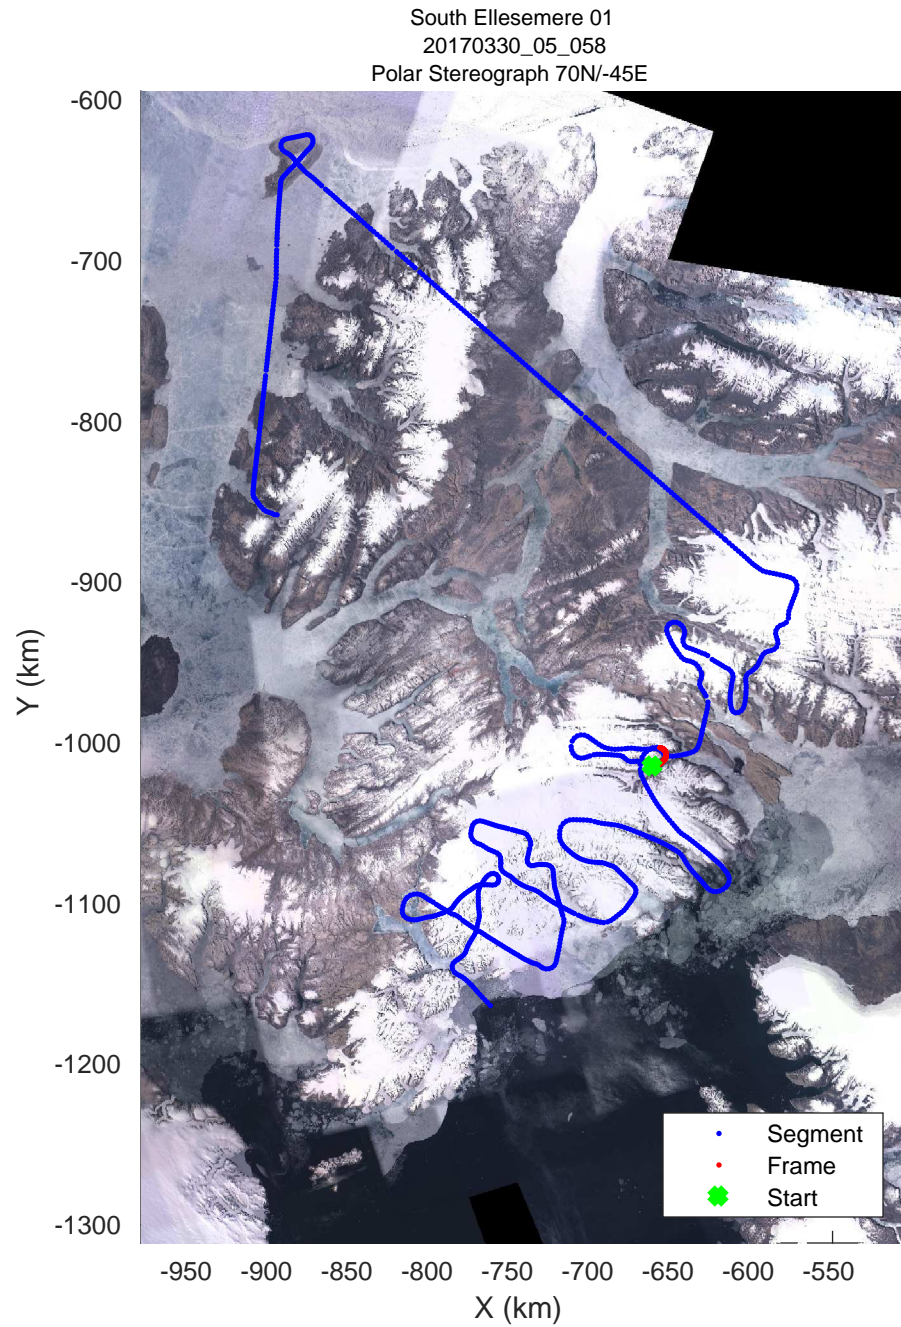 South Ellesemere 01
20170330_05_058
Polar Stereograph 70N/-45E
-600
-700
-800
-900
-1000
-1100
-1200
-1300
Y (km)
Segment
Frame
Start
-950 -900 -850 -800 -750 -700 -650 -600 -550
X (km)